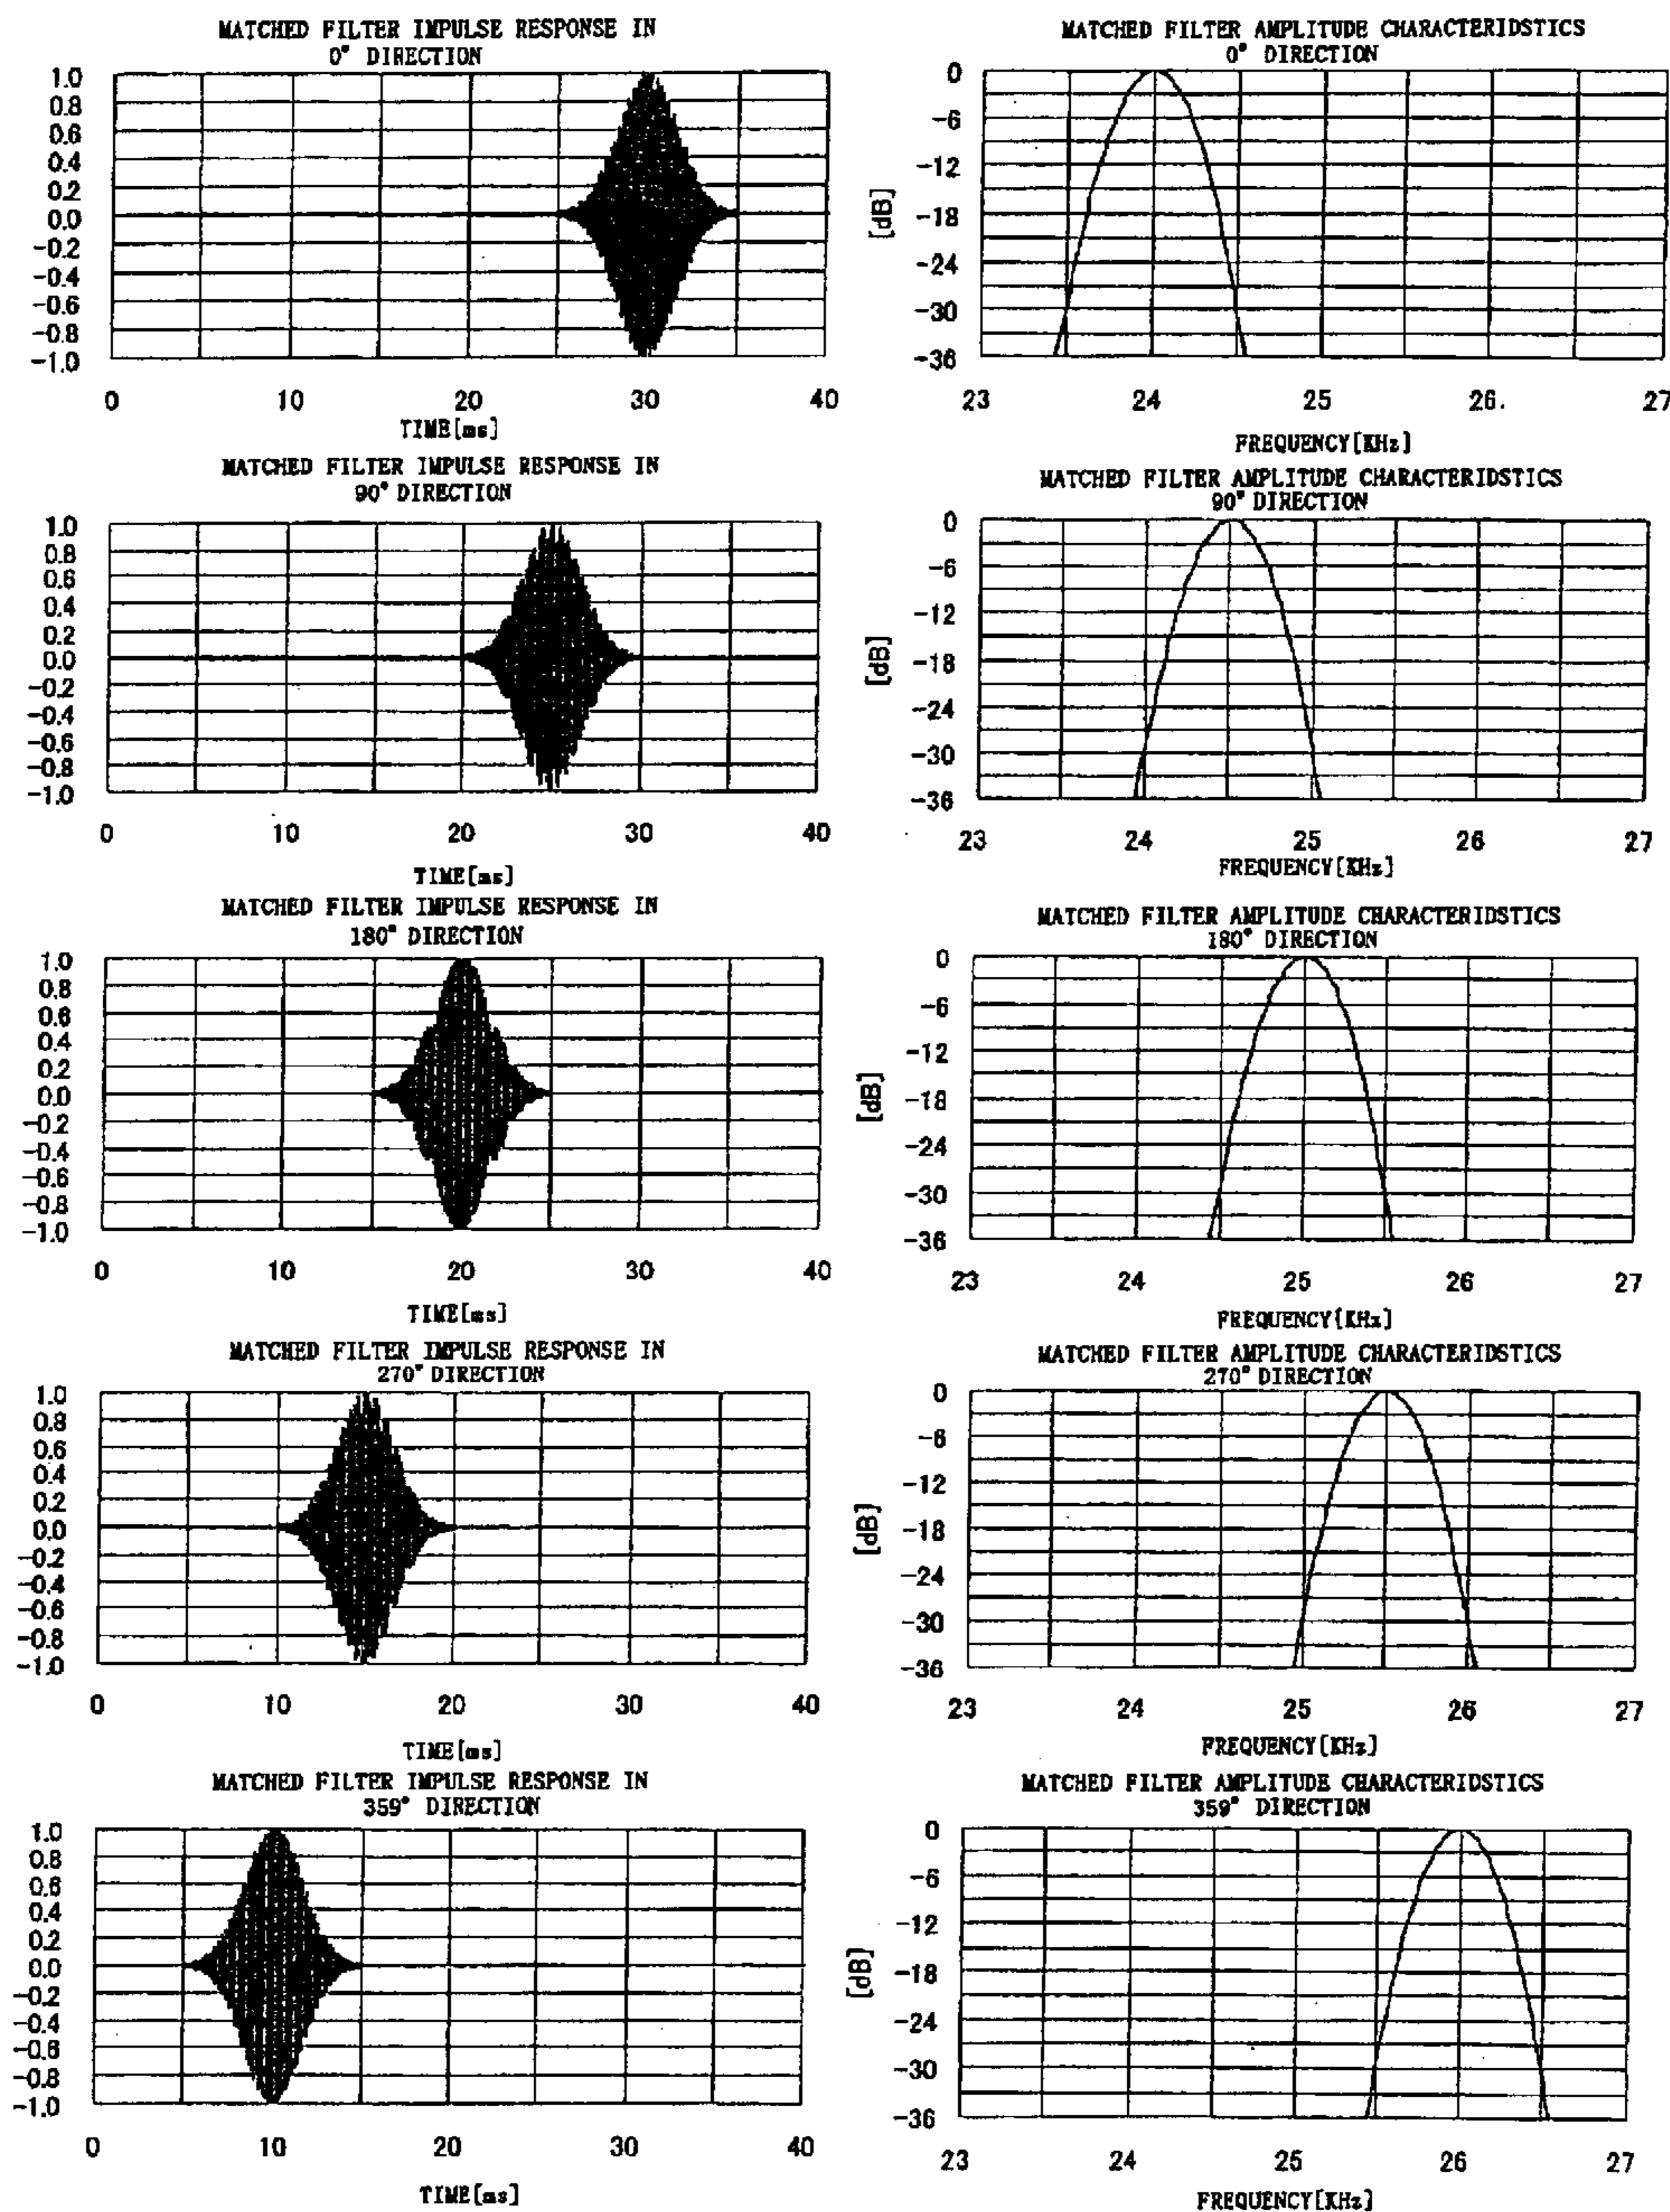 MATCHED FILTER IMPULSE RESPONSE IN
0° DIRECTION
1.0
0.8
0.6
0.4
0.2
0.0
-0.2
-0.4
-0.6
-0.8
-1.0
0 10 20 30 40
TIME[ms]
MATCHED FILTER AMPLITUDE CHARACTERIDSTICS
0° DIRECTION
[dB]
0
-6
-12
-18
-24
-30
-36
23 24 25 26. 27
FREQUENCY[KHz]
MATCHED FILTER IMPULSE RESPONSE IN
90° DIRECTION
1.0
0.8
0.6
0.4
0.2
0.0
-0.2
-0.4
-0.6
-0.8
-1.0
0 10 20 30 40
TIME[ms]
MATCHED FILTER AMPLITUDE CHARACTERIDSTICS
90° DIRECTION
[dB]
0
-6
-12
-18
-24
-30
-36
23 24 25 26 27
FREQUENCY[KHz]
MATCHED FILTER IMPULSE RESPONSE IN
180° DIRECTION
1.0
0.8
0.6
0.4
0.2
0.0
-0.2
-0.4
-0.6
-0.8
-1.0
0 10 20 30 40
TIME[ms]
MATCHED FILTER AMPLITUDE CHARACTERIDSTICS
180° DIRECTION
[dB]
0
-6
-12
-18
-24
-30
-36
23 24 25 26 27
FREQUENCY[KHz]
MATCHED FILTER IMPULSE RESPONSE IN
270° DIRECTION
1.0
0.8
0.6
0.4
0.2
0.0
-0.2
-0.4
-0.6
-0.8
-1.0
0 10 20 30 40
TIME[ms]
MATCHED FILTER AMPLITUDE CHARACTERIDSTICS
270° DIRECTION
[dB]
0
-6
-12
-18
-24
-30
-36
23 24 25 26 27
FREQUENCY[KHz]
MATCHED FILTER IMPULSE RESPONSE IN
359° DIRECTION
1.0
0.8
0.6
0.4
0.2
0.0
-0.2
-0.4
-0.6
-0.8
-1.0
0 10 20 30 40
TIME[ms]
MATCHED FILTER AMPLITUDE CHARACTERIDSTICS
359° DIRECTION
[dB]
0
-6
-12
-18
-24
-30
-36
23 24 25 26 27
FREQUENCY[KHz]